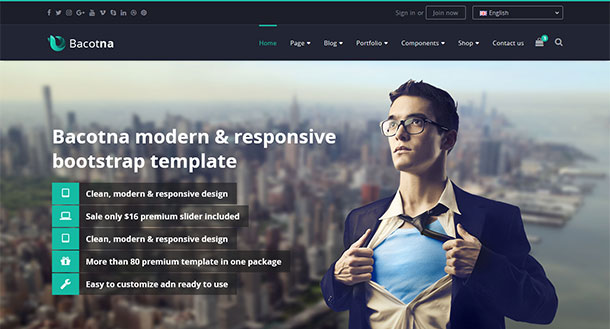 Sign in or Join now English
Bacotna
Home Page Blog Portfolio Components Shop Contact us
Bacotna modern & responsive
bootstrap template
Clean, modern & responsive design
Sale only $16 premium slider included
Clean, modern & responsive design
More than 80 premium template in one package
Easy to customize adn ready to use